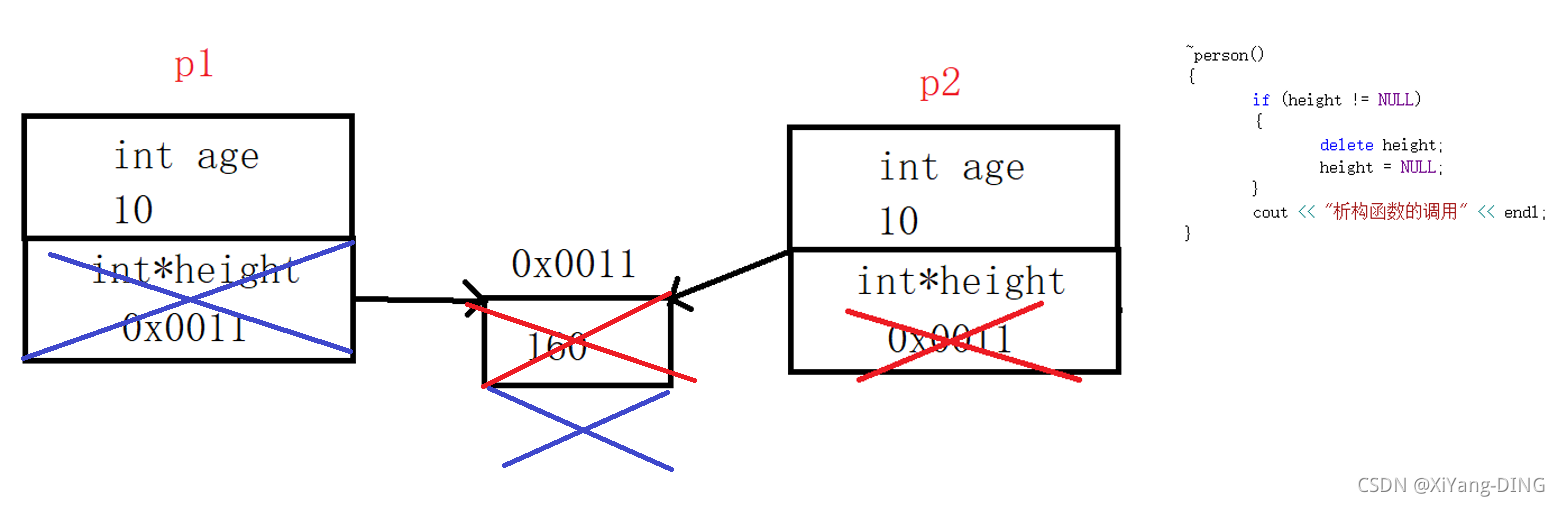 p1
int age
10
int*height
0x0011
0x0011
160
p2
int age
10
int*height
0x0011
~person()
{
if (height != NULL)
{
delete height;
height = NULL;
}
cout << "析构函数的调用" << endl;
}
CSDN @XiYang-DING